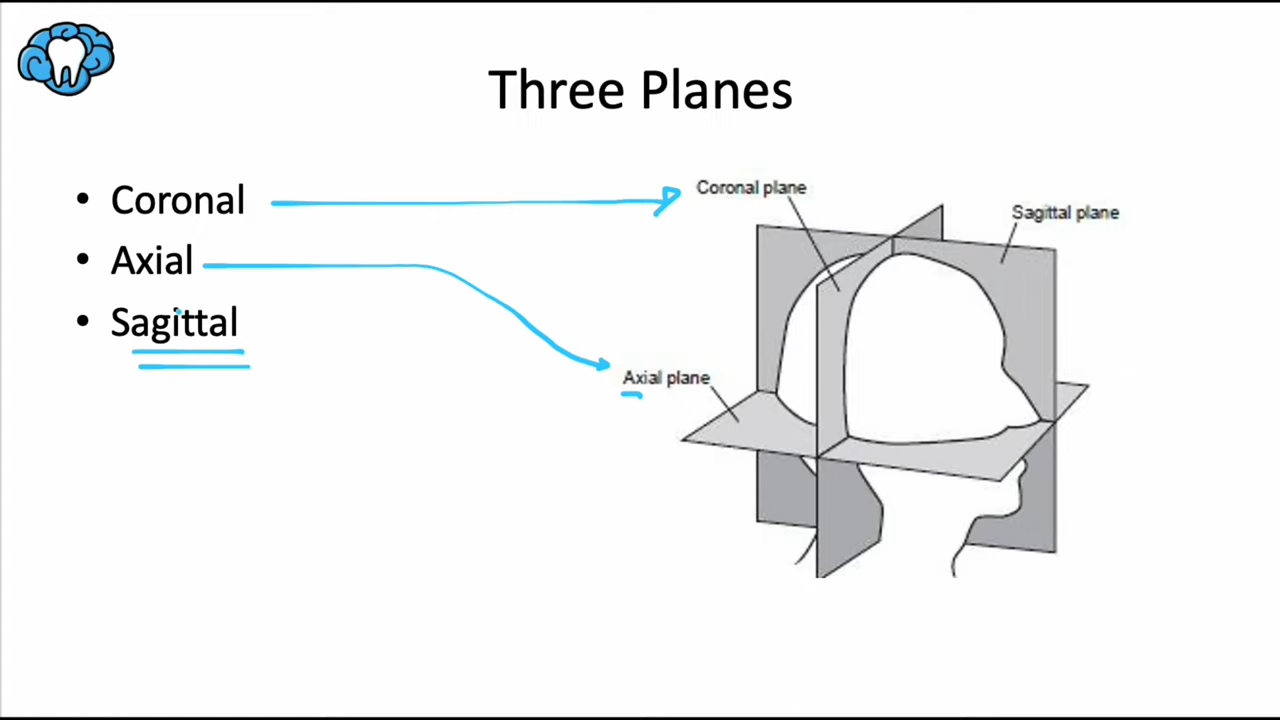 Three Planes
• Coronal
• Axial
• Sagittal
Coronal plane
Sagittal plane
Axial plane